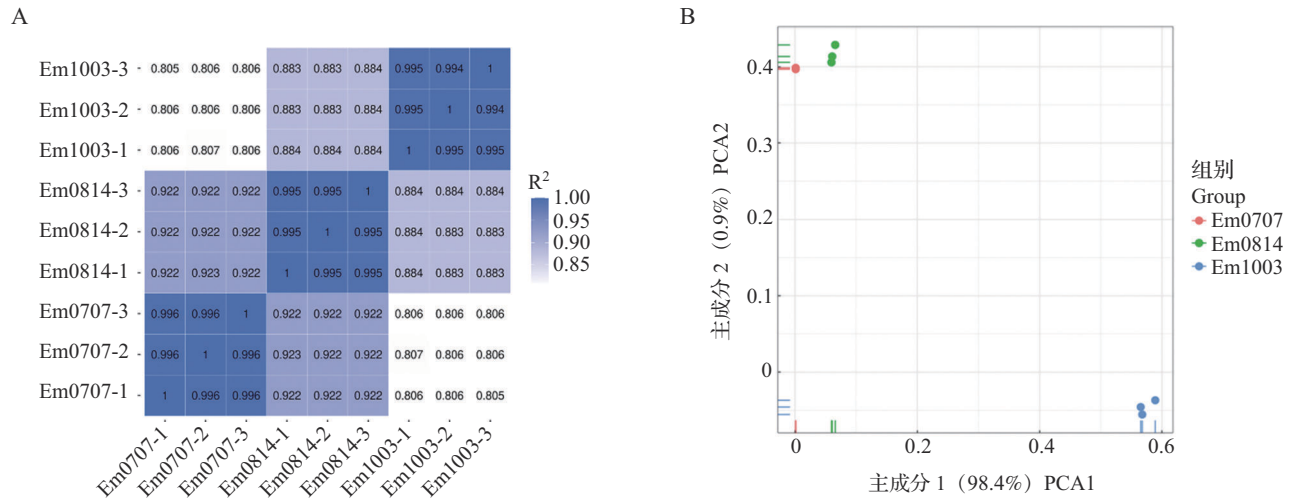 A
Em1003-3 0.805 0.806 0.806 0.883 0.883 0.884 0.995 0.994 1
Em1003-2 0.806 0.806 0.806 0.883 0.883 0.884 0.995 1 0.994
Em1003-1 0.806 0.807 0.806 0.884 0.884 0.884 1 0.995 0.995
Em0814-3 0.922 0.922 0.922 0.995 0.995 1 0.884 0.884 0.884
Em0814-2 0.922 0.922 0.922 0.995 1 0.995 0.884 0.883 0.883
Em0814-1 0.922 0.923 0.922 1 0.995 0.995 0.884 0.883 0.883
Em0707-3 0.996 0.996 1 0.922 0.922 0.922 0.806 0.806 0.806
Em0707-2 0.996 1 0.996 0.923 0.922 0.922 0.807 0.806 0.806
Em0707-1 1 0.996 0.996 0.922 0.922 0.922 0.806 0.806 0.805
Em0707-1 Em0707-2 Em0707-3 Em0814-1 Em0814-2 Em0814-3 Em1003-1 Em1003-2 Em1003-3
R²
1.00
0.95
0.90
0.85
B
主成分 2（0.9%）PCA2
0.4
0.3
0.2
0.1
0
0 0.2 0.4 0.6
主成分 1（98.4%）PCA1
组别
Group
Em0707
Em0814
Em1003